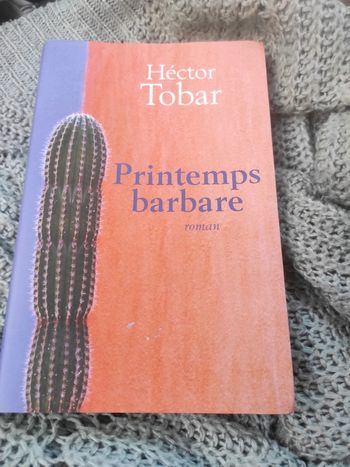 Héctor
Tobar
Printemps
barbare
roman